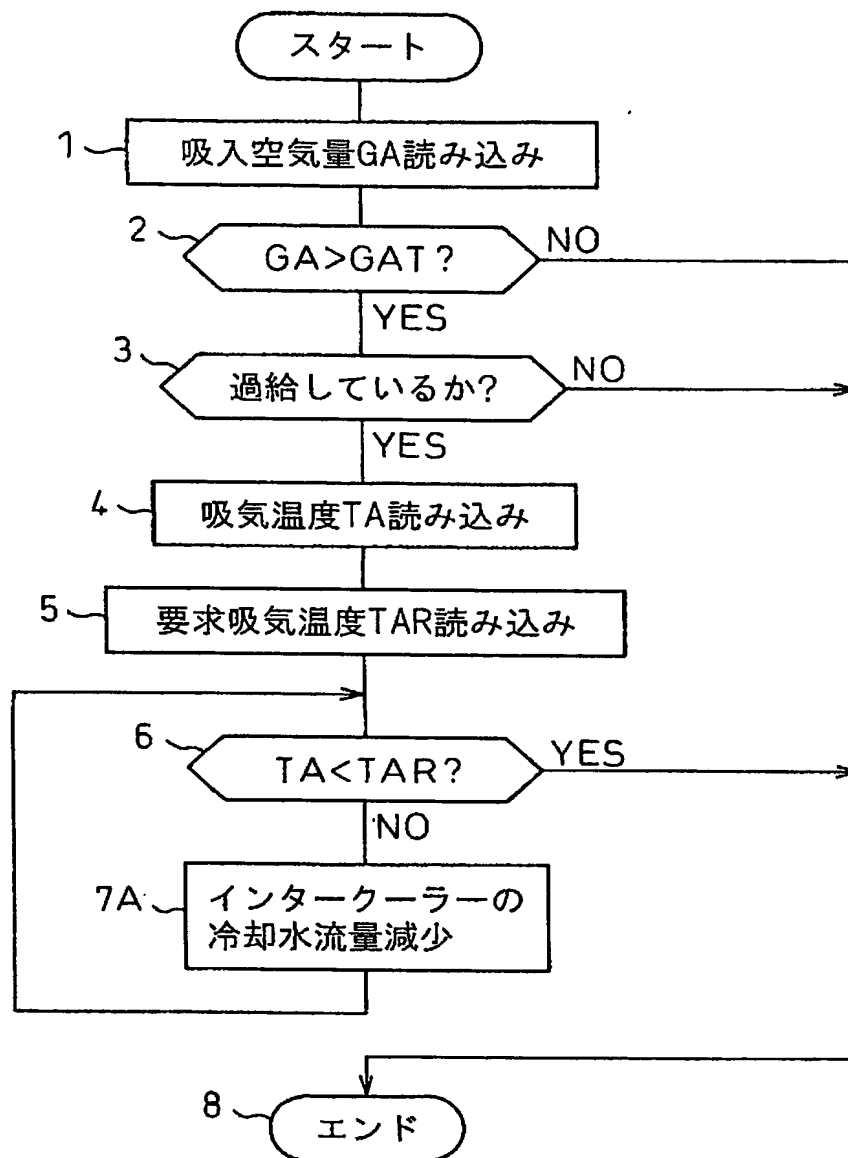 スタート
1
吸入空気量GA読み込み
2
GA>GAT?
NO
YES
3
過給しているか?
NO
YES
4
吸気温度TA読み込み
5
要求吸気温度TAR読み込み
6
TA<TAR?
YES
NO
7A
インタークーラーの
冷却水流量減少
8
エンド